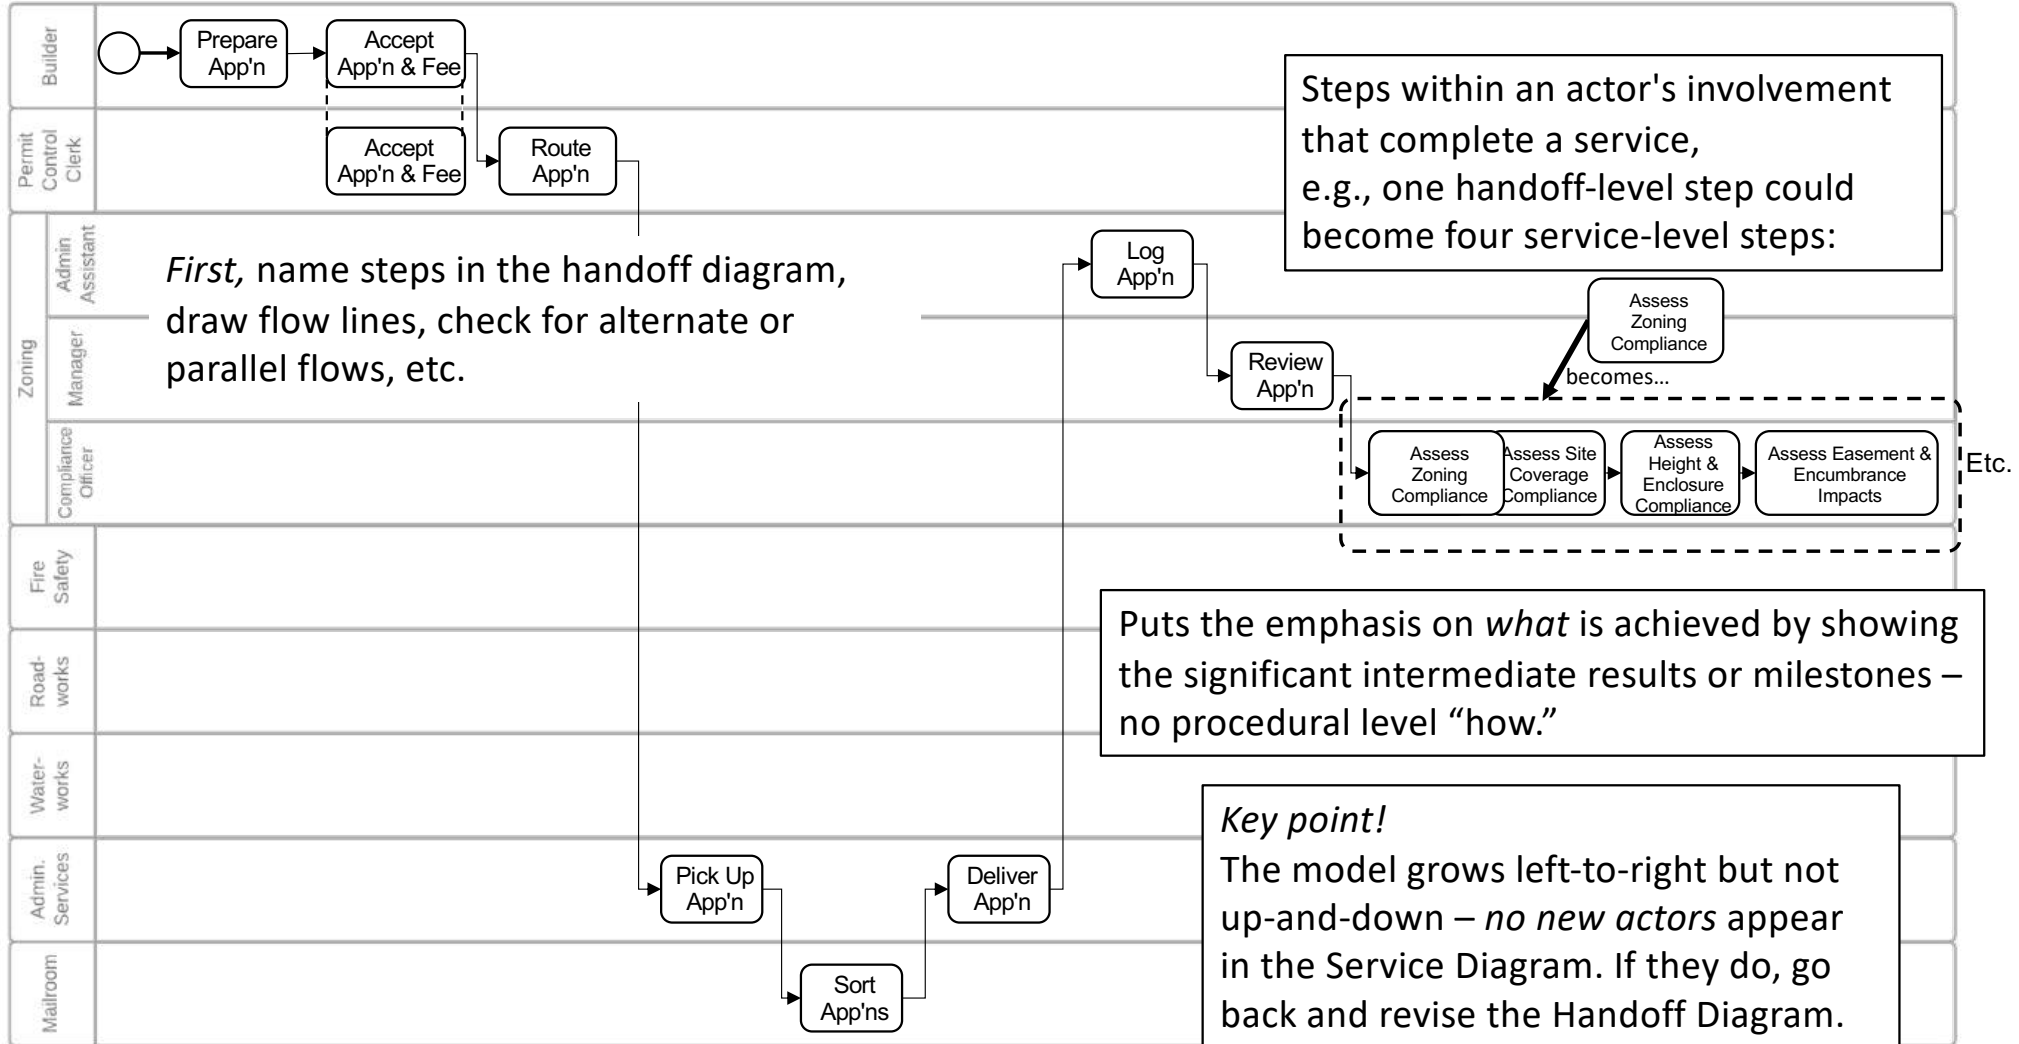 Builder
Prepare
App'n
Accept
App'n & Fee
Permit
Control
Clerk
Accept
App'n & Fee
Route
App'n
Steps within an actor's involvement
that complete a service,
e.g., one handoff-level step could
become four service-level steps:
Zoning
Admin
Assistant
First, name steps in the handoff diagram,
draw flow lines, check for alternate or
parallel flows, etc.
Log
App'n
Assess
Zoning
Compliance
becomes...
Manager
Review
App'n
Compliance
Officer
Assess
Zoning
Compliance
Assess Site
Coverage
Compliance
Assess
Height &
Enclosure
Compliance
Assess Easement &
Encumbrance
Impacts
Etc.
Fire
Safety
Road-
works
Puts the emphasis on what is achieved by showing
the significant intermediate results or milestones –
no procedural level “how.”
Water-
works
Admin.
Services
Pick Up
App'n
Deliver
App'n
Mailroom
Sort
App'ns
Key point!
The model grows left-to-right but not
up-and-down – no new actors appear
in the Service Diagram. If they do, go
back and revise the Handoff Diagram.